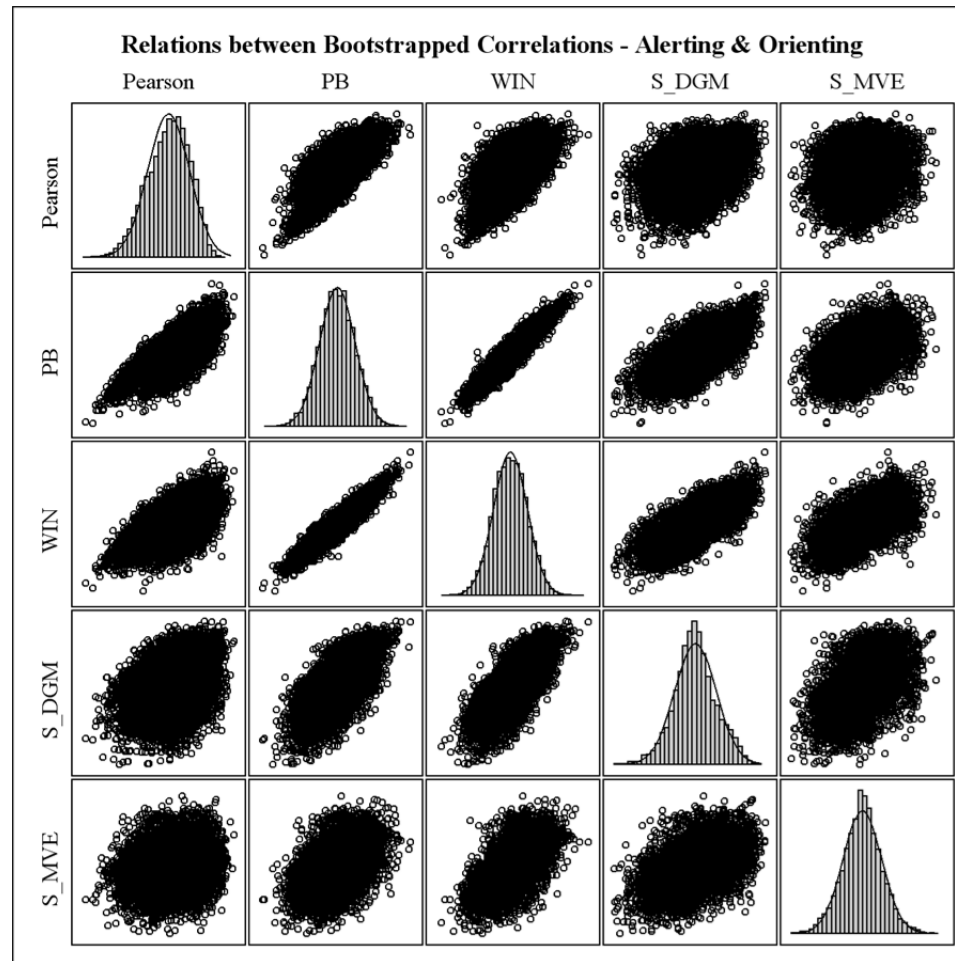 Relations between Bootstrapped Correlations - Alerting & Orienting
Pearson PB WIN S_DGM S_MVE
Pearson
PB
WIN
S_DGM
S_MVE